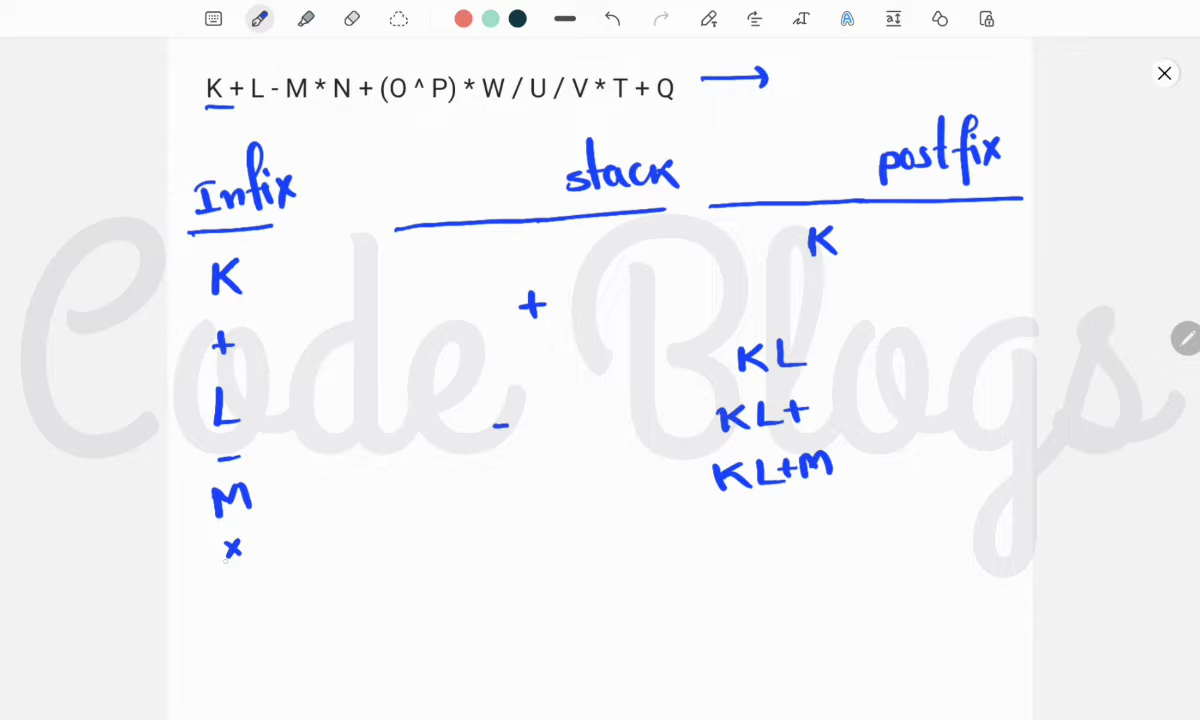 K + L - M * N + (O ^ P) * W / U / V * T + Q →
Infix stack postfix
K K
+ +
KL
L - KL+
- KL+M
M
*
Code Blogs